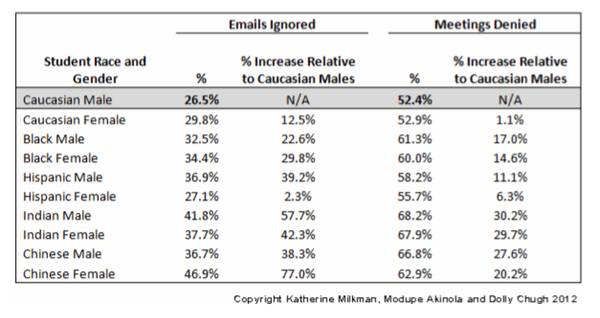 Emails Ignored Meetings Denied
Student Race and % Increase Relative % Increase Relative
Gender % to Caucasian Males % to Caucasian Males
Caucasian Male 26.5% N/A 52.4% N/A
Caucasian Female 29.8% 12.5% 52.9% 1.1%
Black Male 32.5% 22.6% 61.3% 17.0%
Black Female 34.4% 29.8% 60.0% 14.6%
Hispanic Male 36.9% 39.2% 58.2% 11.1%
Hispanic Female 27.1% 2.3% 55.7% 6.3%
Indian Male 41.8% 57.7% 68.2% 30.2%
Indian Female 37.7% 42.3% 67.9% 29.7%
Chinese Male 36.7% 38.3% 66.8% 27.6%
Chinese Female 46.9% 77.0% 62.9% 20.2%
Copyright Katherine Milkman, Modupe Akinola and Dolly Chugh 2012